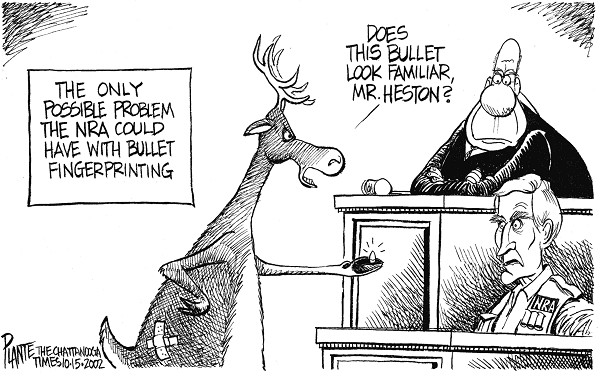 THE ONLY
POSSIBLE PROBLEM
THE NRA COULD
HAVE WITH BULLET
FINGERPRINTING
DOES
THIS BULLET
LOOK FAMILIAR,
MR. HESTON?
NRA
PLANTE THE CHATTANOOGA
TIMES 10-15-2002